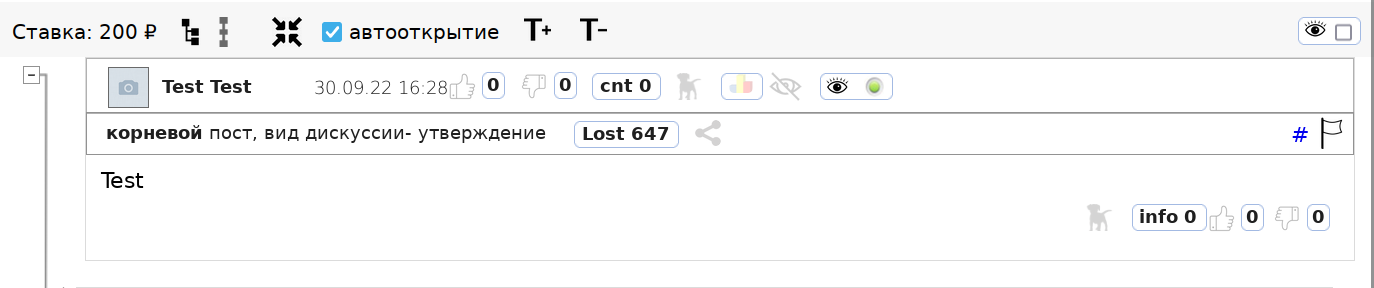 Ставка: 200 ₽ автооткрытие T+ T-
Test Test 30.09.22 16:28 0 0 cnt 0
корневой пост, вид дискуссии- утверждение Lost 647 #
Test
info 0 0 0